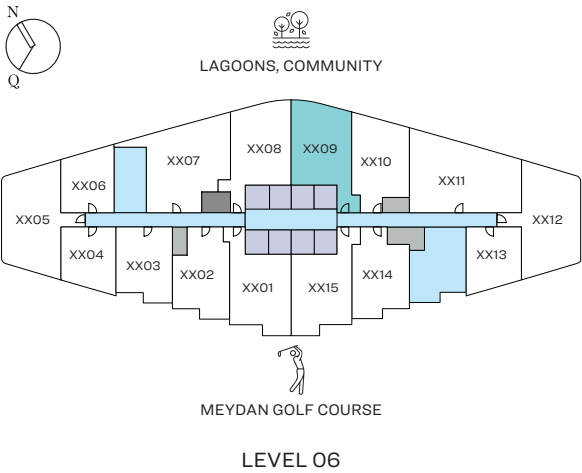 N
Q
LAGOONS, COMMUNITY
XX08
XX09
XX07
XX10
XX06
XX11
XX05
XX12
XX04
XX03
XX02
XX01
XX15
XX14
XX13
MEYDAN GOLF COURSE
LEVEL 06